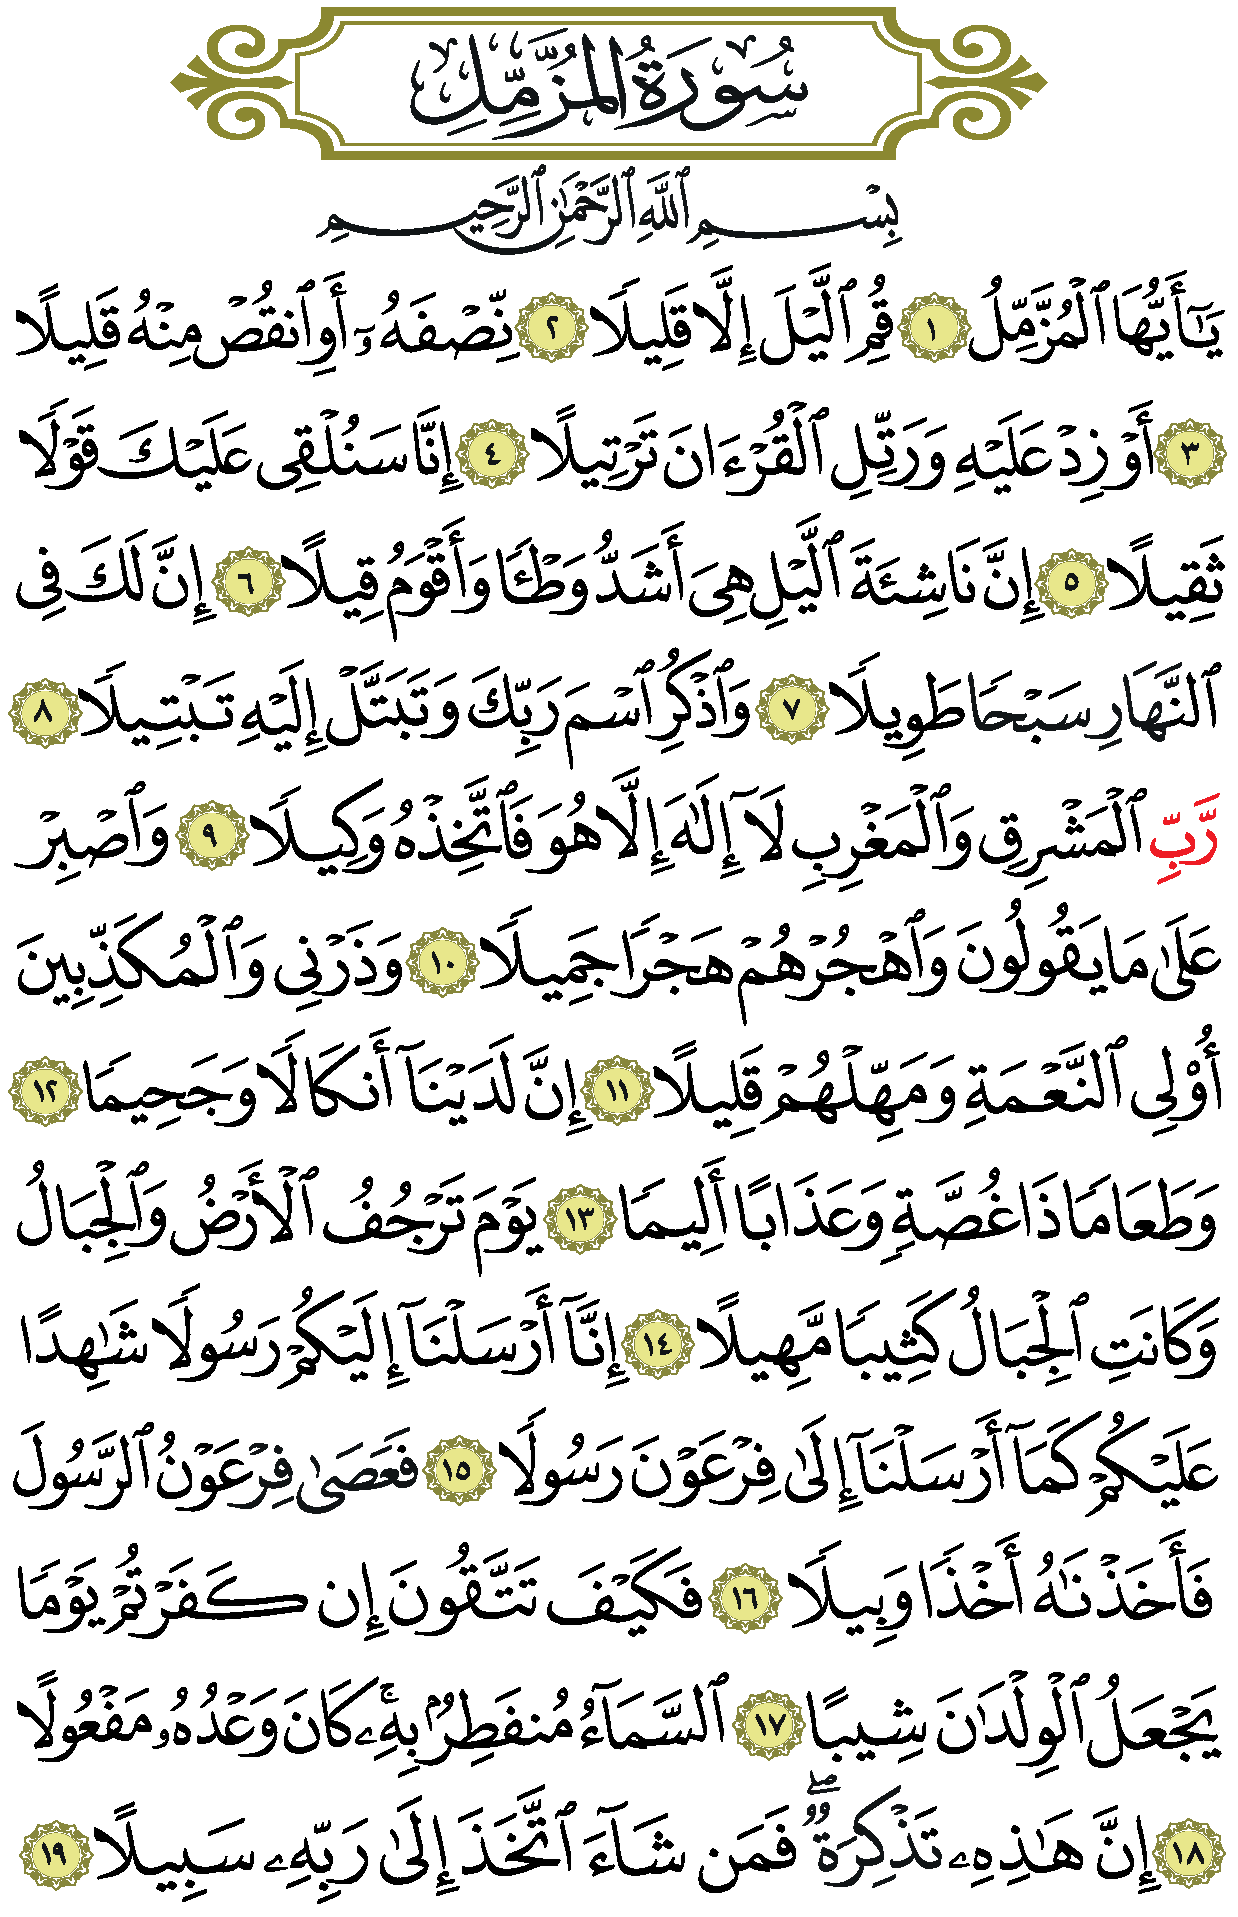 سُورَةُ الْمُزَّمِّلِ
بِسْمِ ٱللَّهِ ٱلرَّحْمَٰنِ ٱلرَّحِيمِ
يَٰٓأَيُّهَا ٱلْمُزَّمِّلُ ١ قُمِ ٱلَّيْلَ إِلَّا قَلِيلًا ٢ نِّصْفَهُۥٓ أَوِ ٱنقُصْ مِنْهُ قَلِيلًا
٣ أَوْ زِدْ عَلَيْهِ وَرَتِّلِ ٱلْقُرْءَانَ تَرْتِيلًا ٤ إِنَّا سَنُلْقِى عَلَيْكَ قَوْلًا
ثَقِيلًا ٥ إِنَّ نَاشِئَةَ ٱلَّيْلِ هِىَ أَشَدُّ وَطْـًٔا وَأَقْوَمُ قِيلًا ٦ إِنَّ لَكَ فِى
ٱلنَّهَارِ سَبْحًا طَوِيلًا ٧ وَٱذْكُرِ ٱسْمَ رَبِّكَ وَتَبَتَّلْ إِلَيْهِ تَبْتِيلًا ٨
رَّبِّ ٱلْمَشْرِقِ وَٱلْمَغْرِبِ لَآ إِلَٰهَ إِلَّا هُوَ فَٱتَّخِذْهُ وَكِيلًا ٩ وَٱصْبِرْ
عَلَىٰ مَا يَقُولُونَ وَٱهْجُرْهُمْ هَجْرًا جَمِيلًا ١٠ وَذَرْنِى وَٱلْمُكَذِّبِينَ
أُو۟لِى ٱلنَّعْمَةِ وَمَهِّلْهُمْ قَلِيلًا ١١ إِنَّ لَدَيْنَآ أَنكَالًا وَجَحِيمًا ١٢
وَطَعَامًا ذَا غُصَّةٍ وَعَذَابًا أَلِيمًا ١٣ يَوْمَ تَرْجُفُ ٱلْأَرْضُ وَٱلْجِبَالُ
وَكَانَتِ ٱلْجِبَالُ كَثِيبًا مَّهِيلًا ١٤ إِنَّآ أَرْسَلْنَآ إِلَيْكُمْ رَسُولًا شَٰهِدًا
عَلَيْكُمْ كَمَآ أَرْسَلْنَآ إِلَىٰ فِرْعَوْنَ رَسُولًا ١٥ فَعَصَىٰ فِرْعَوْنُ ٱلرَّسُولَ
فَأَخَذْنَٰهُ أَخْذًا وَبِيلًا ١٦ فَكَيْفَ تَتَّقُونَ إِن كَفَرْتُمْ يَوْمًا
يَجْعَلُ ٱلْوِلْدَٰنَ شِيبًا ١٧ ٱلسَّمَآءُ مُنفَطِرٌۢ بِهِۦ ۚ كَانَ وَعْدُهُۥ مَفْعُولًا
١٨ إِنَّ هَٰذِهِۦ تَذْكِرَةٌ ۖ فَمَن شَآءَ ٱتَّخَذَ إِلَىٰ رَبِّهِۦ سَبِيلًا ١٩